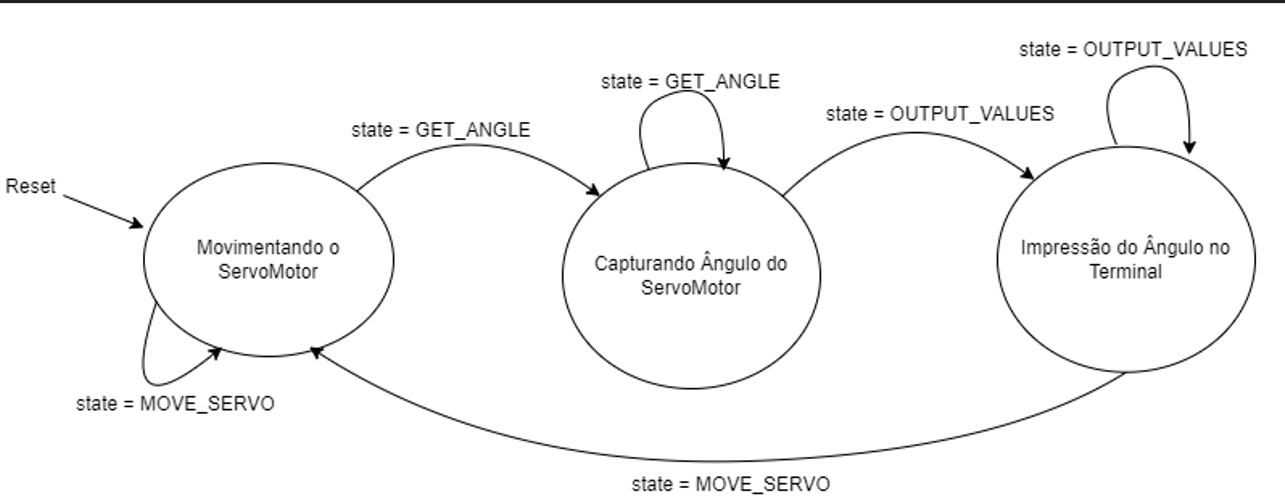 state = OUTPUT_VALUES
state = GET_ANGLE
state = OUTPUT_VALUES
state = GET_ANGLE
Reset
Movimentando o
ServoMotor
Capturando Ângulo do
ServoMotor
Impressão do Ângulo no
Terminal
state = MOVE_SERVO
state = MOVE_SERVO